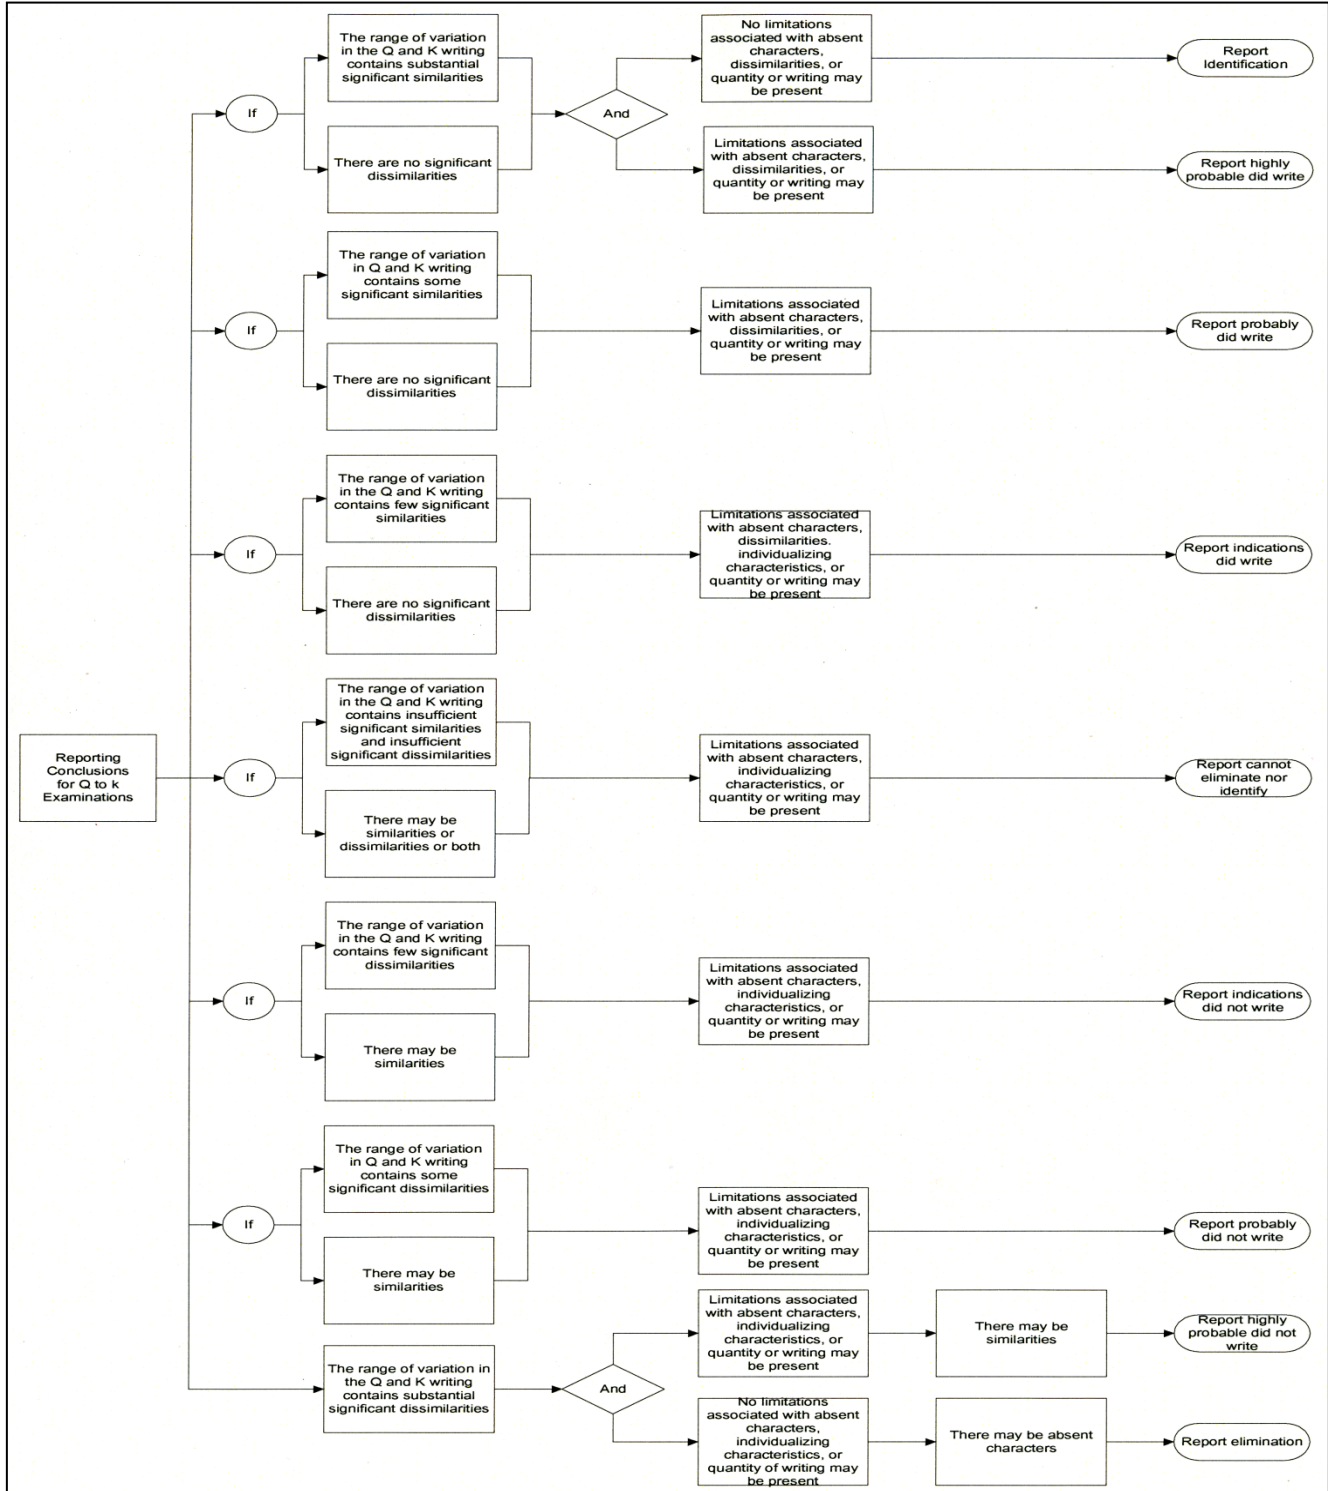 The range of variation
in the Q and K writing
contains substantial
significant similarities
No limitations
associated with absent
characters,
dissimilarities, or
quantity or writing may
be present
Report
Identification
If
And
There are no significant
dissimilarities
Limitations associated
with absent characters,
dissimilarities, or
quantity or writing may
be present
Report highly
probable did write
The range of variation
in Q and K writing
contains some
significant similarities
If
There are no significant
dissimilarities
Limitations associated
with absent characters,
dissimilarities, or
quantity or writing may
be present
Report probably
did write
The range of variation
in the Q and K writing
contains few significant
similarities
If
There are no significant
dissimilarities
Limitations associated
with absent characters,
dissimilarities. 
individualizing
characteristics, or
quantity or writing may
be present
Report indications
did write
Reporting
Conclusions
for Q to k
Examinations
The range of variation
in the Q and K writing
contains insufficient
significant similarities
and insufficient
significant dissimilarities
If
There may be
similarities or
dissimilarities or both
Limitations associated
with absent characters,
individualizing
characteristics, or
quantity or writing may
be present
Report cannot
eliminate nor
identify
The range of variation
in the Q and K writing
contains few significant
dissimilarities
If
There may be
similarities
Limitations associated
with absent characters,
individualizing
characteristics, or
quantity or writing may
be present
Report indications
did not write
The range of variation
in Q and K writing
contains some
significant dissimilarities
If
There may be
similarities
Limitations associated
with absent characters,
individualizing
characteristics, or
quantity or writing may
be present
Report probably
did not write
The range of variation in
the Q and K writing
contains substantial
significant dissimilarities
And
Limitations associated
with absent characters,
individualizing
characteristics, or
quantity or writing may
be present
There may be
similarities
Report highly
probable did not
write
No limitations
associated with absent
characters,
individualizing
characteristics, or
quantity of writing may
be present
There may be absent
characters
Report elimination